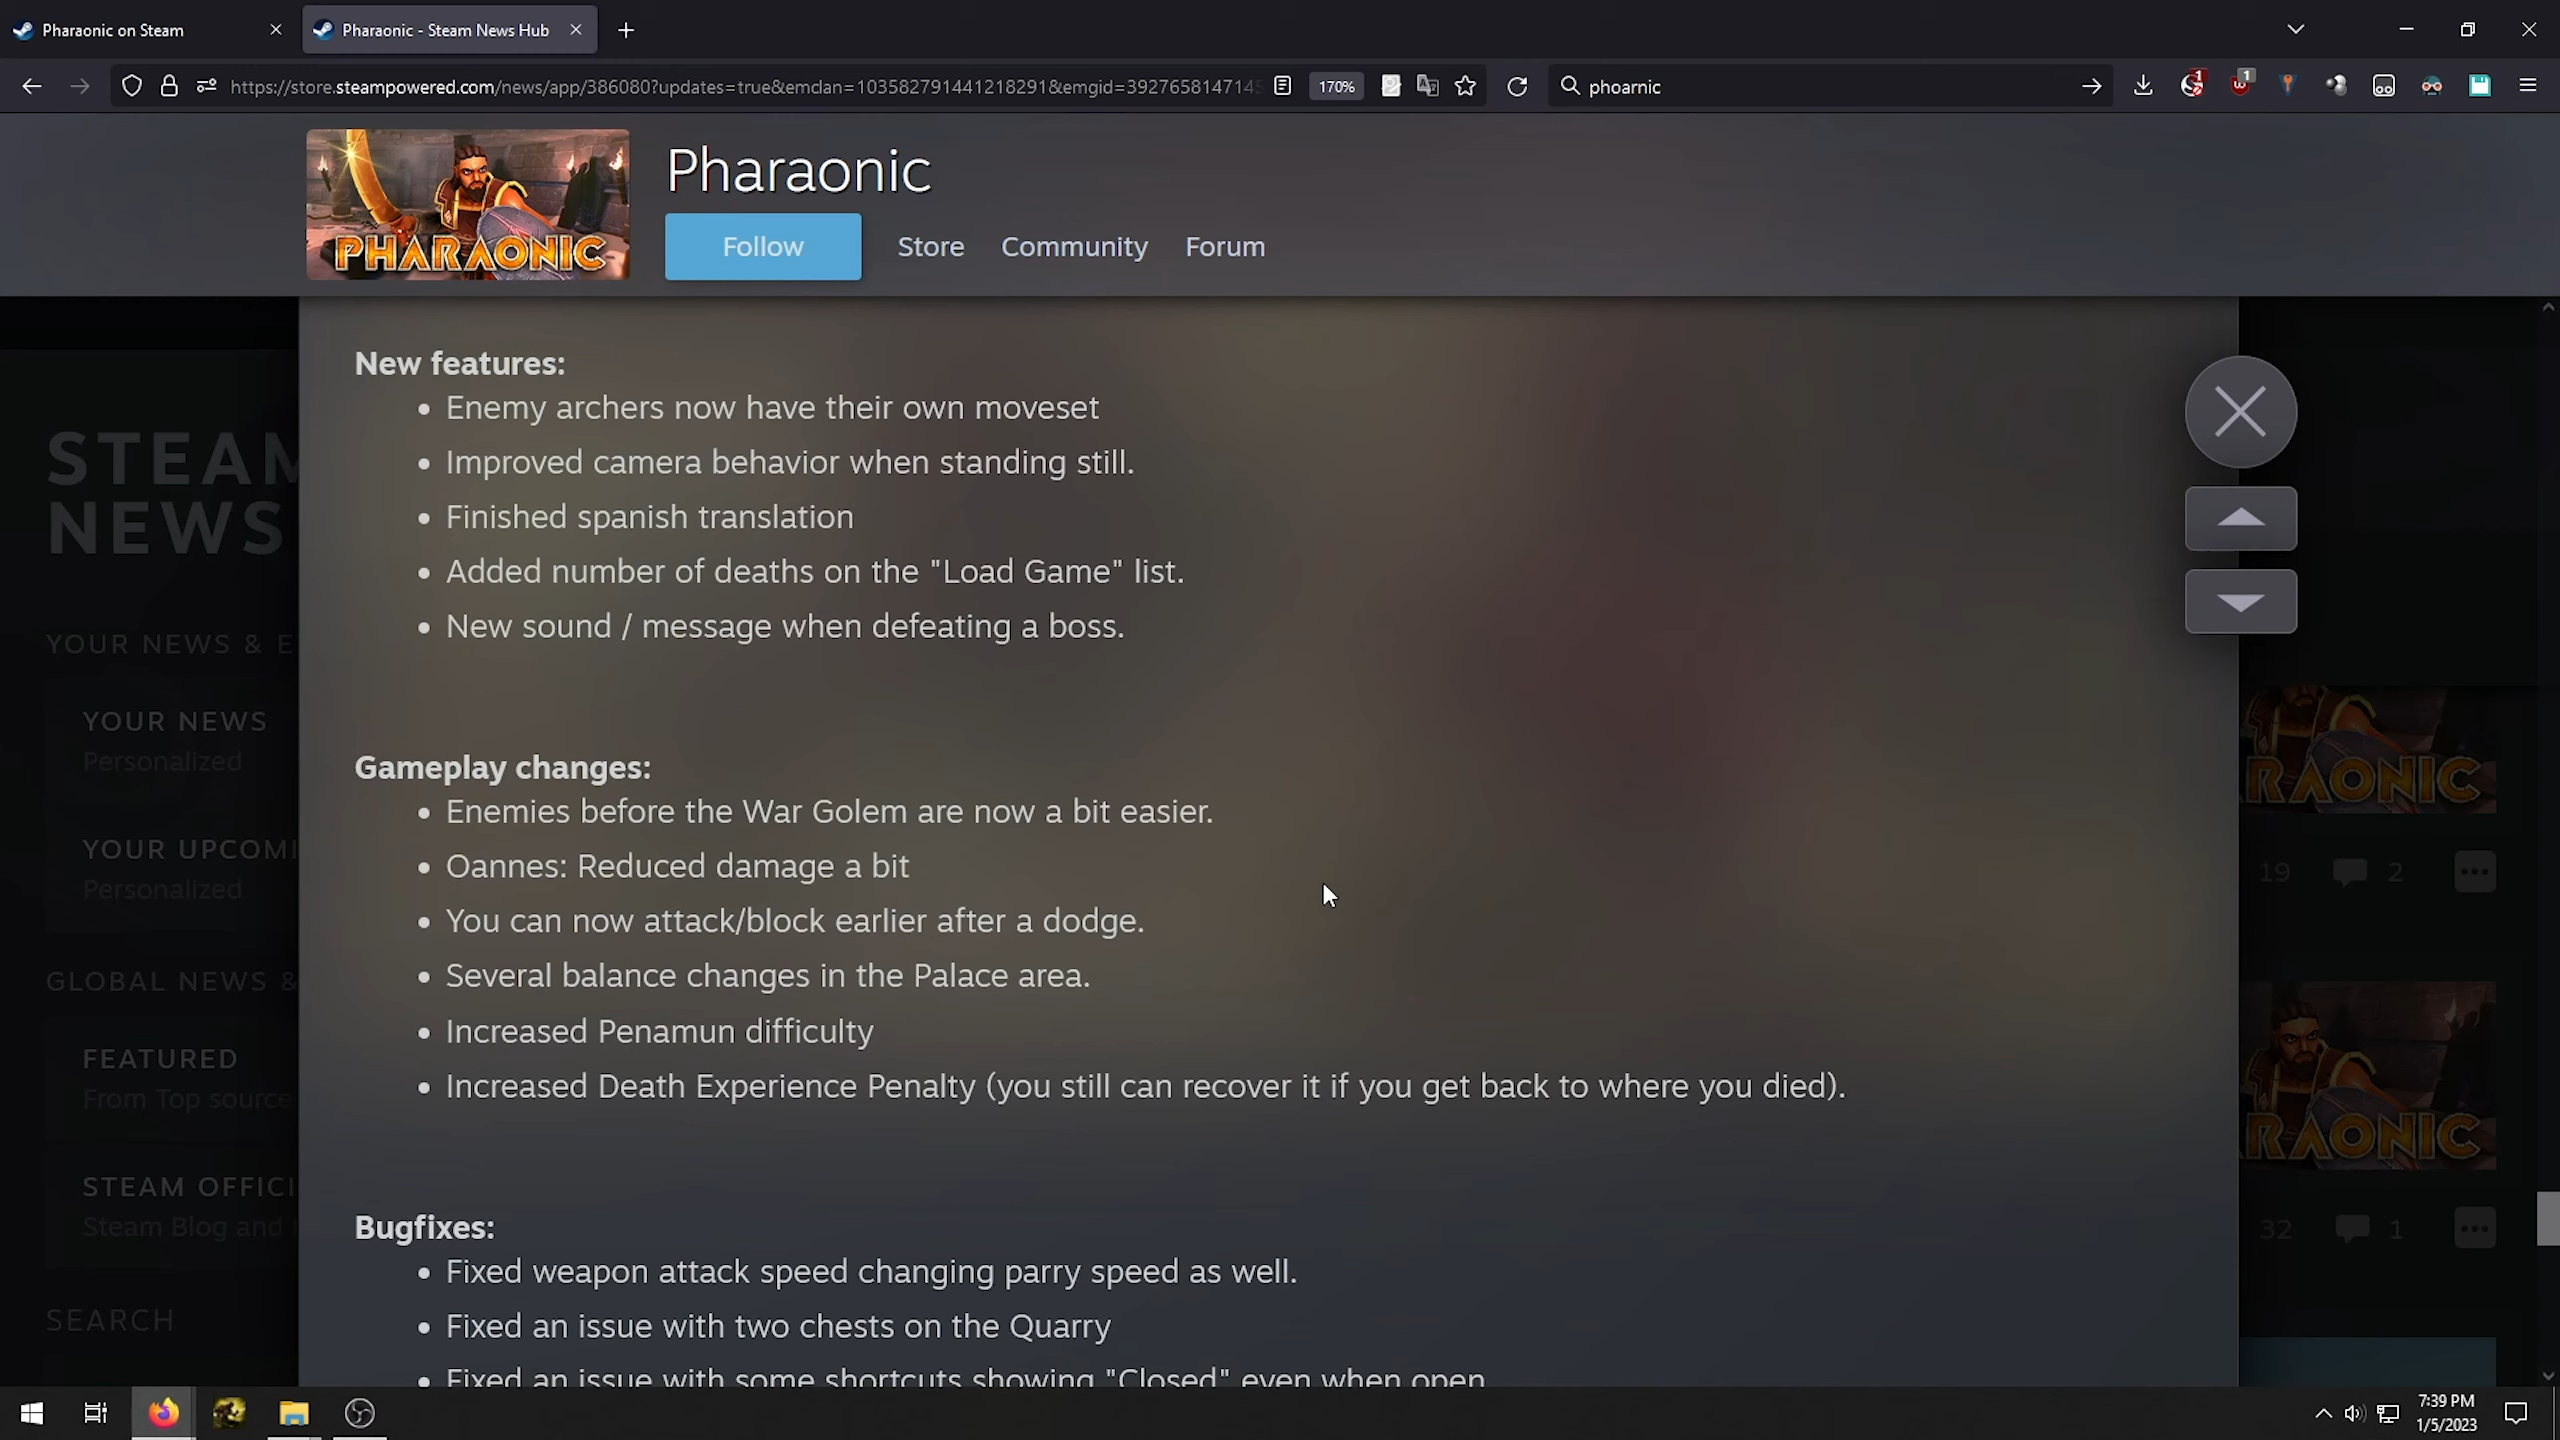 Pharaonic on Steam
Pharaonic - Steam News Hub
https://store.steampowered.com/news/app/386080?updates=true&emclan=103582791441218291&emgid=3927658147145
170%
phoarnic
1
1
PHARAONIC
Pharaonic
Follow
Store
Community
Forum
STEAM
NEWS
YOUR NEWS & E
YOUR NEWS
Personalized
YOUR UPCOMI
Personalized
GLOBAL NEWS &
FEATURED
From Top source
STEAM OFFICI
Steam Blog and
SEARCH
New features:
• Enemy archers now have their own moveset
• Improved camera behavior when standing still.
• Finished spanish translation
• Added number of deaths on the "Load Game" list.
• New sound / message when defeating a boss.
Gameplay changes:
• Enemies before the War Golem are now a bit easier.
• Oannes: Reduced damage a bit
• You can now attack/block earlier after a dodge.
• Several balance changes in the Palace area.
• Increased Penamun difficulty
• Increased Death Experience Penalty (you still can recover it if you get back to where you died).
Bugfixes:
• Fixed weapon attack speed changing parry speed as well.
• Fixed an issue with two chests on the Quarry
• Fixed an issue with some shortcuts showing "Closed" even when open
RAONIC
19
2
RAONIC
32
1
7:39 PM
1/5/2023